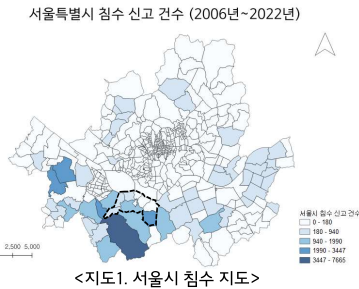 서울특별시 침수 신고 건수 (2006년~2022년)
서울시 침수 신고 건수
0 - 180
180 - 940
940 - 1990
1990 - 3447
3447 - 7665
2.500 5,000
<지도1. 서울시 침수 지도>